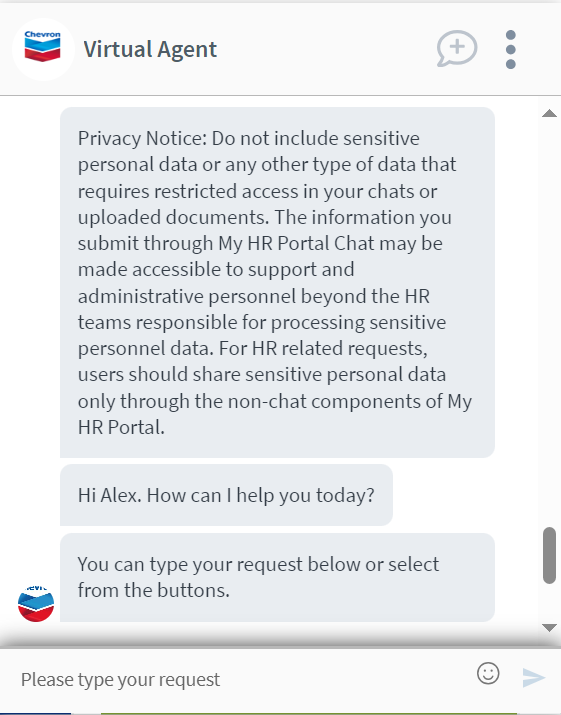 Chevron
Virtual Agent
Privacy Notice: Do not include sensitive
personal data or any other type of data that
requires restricted access in your chats or
uploaded documents. The information you
submit through My HR Portal Chat may be
made accessible to support and
administrative personnel beyond the HR
teams responsible for processing sensitive
personnel data. For HR related requests,
users should share sensitive personal data
only through the non-chat components of My
HR Portal.
Hi Alex. How can I help you today?
You can type your request below or select
from the buttons.
Please type your request